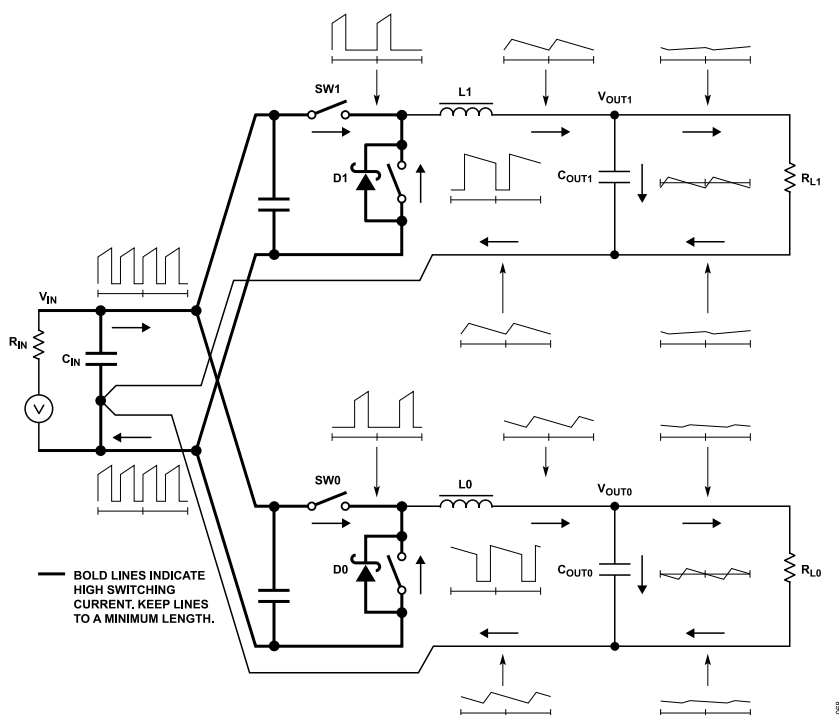 SW1
L1
VOUT1
D1
COUT1
RL1
VIN
RIN
CIN
V
SW0
L0
VOUT0
D0
COUT0
RL0
BOLD LINES INDICATE
HIGH SWITCHING
CURRENT. KEEP LINES
TO A MINIMUM LENGTH.